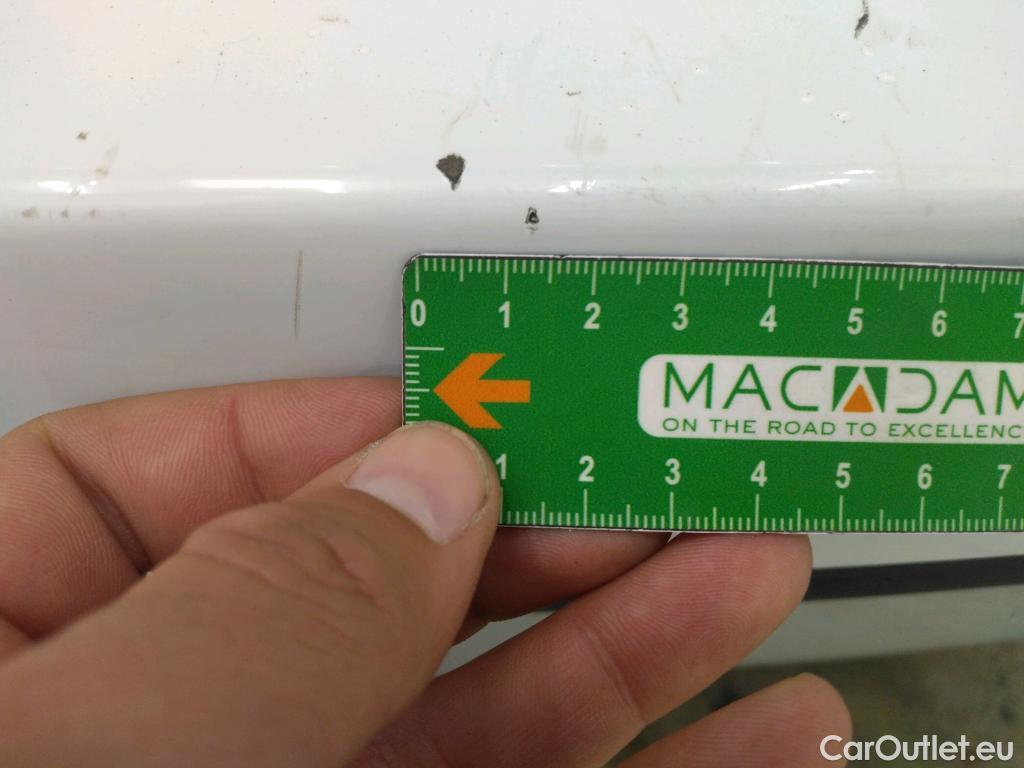 0 1 2 3 4 5 6 7
MACADAM
ON THE ROAD TO EXCELLENC
1 2 3 4 5 6 7
CarOutlet.eu